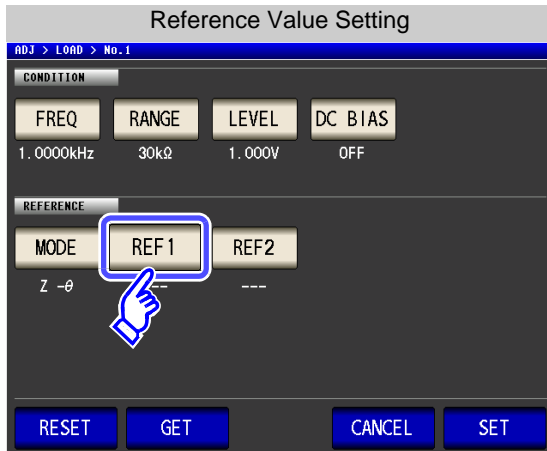 Reference Value Setting
ADJ > LOAD > No.1
CONDITION
FREQ RANGE LEVEL DC BIAS
1.0000kHz 30kΩ 1.000V OFF
REFERENCE
MODE REF1 REF2
Z -θ --- ---
RESET GET CANCEL SET